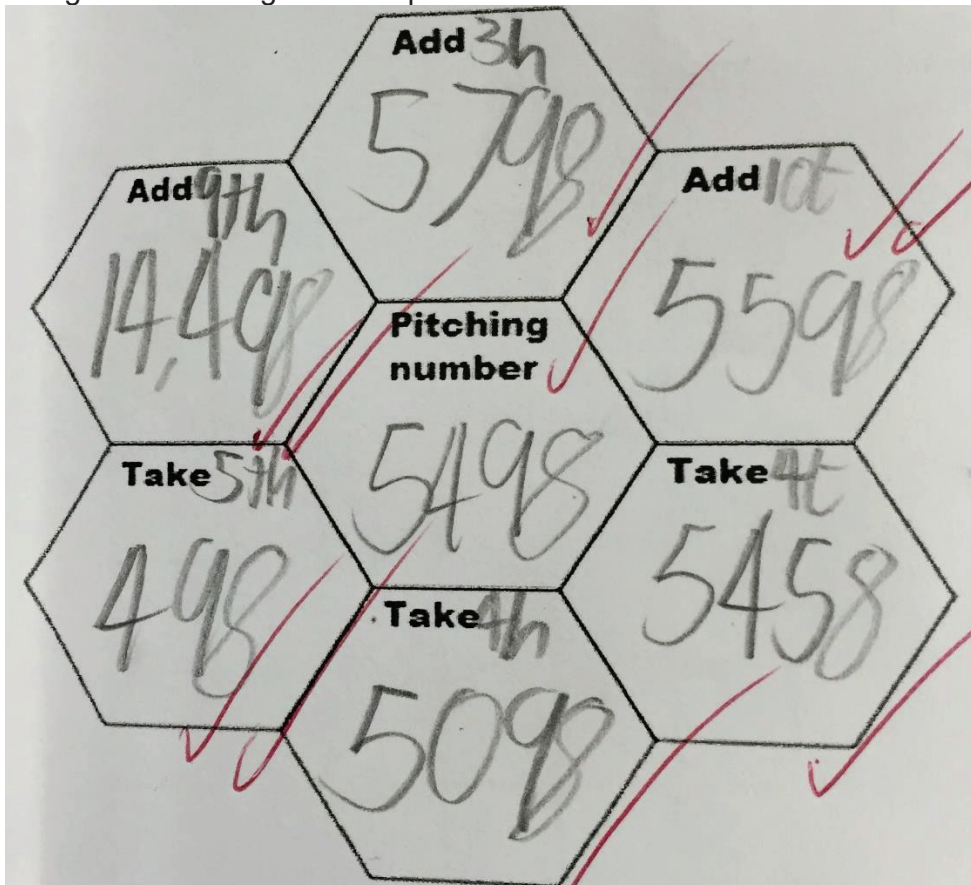 Add 3h
5798
Add 9th
14,498
Add 10t
5598
Pitching
number
5498
Take 5th
498
Take 4t
5458
Take 4h
5098